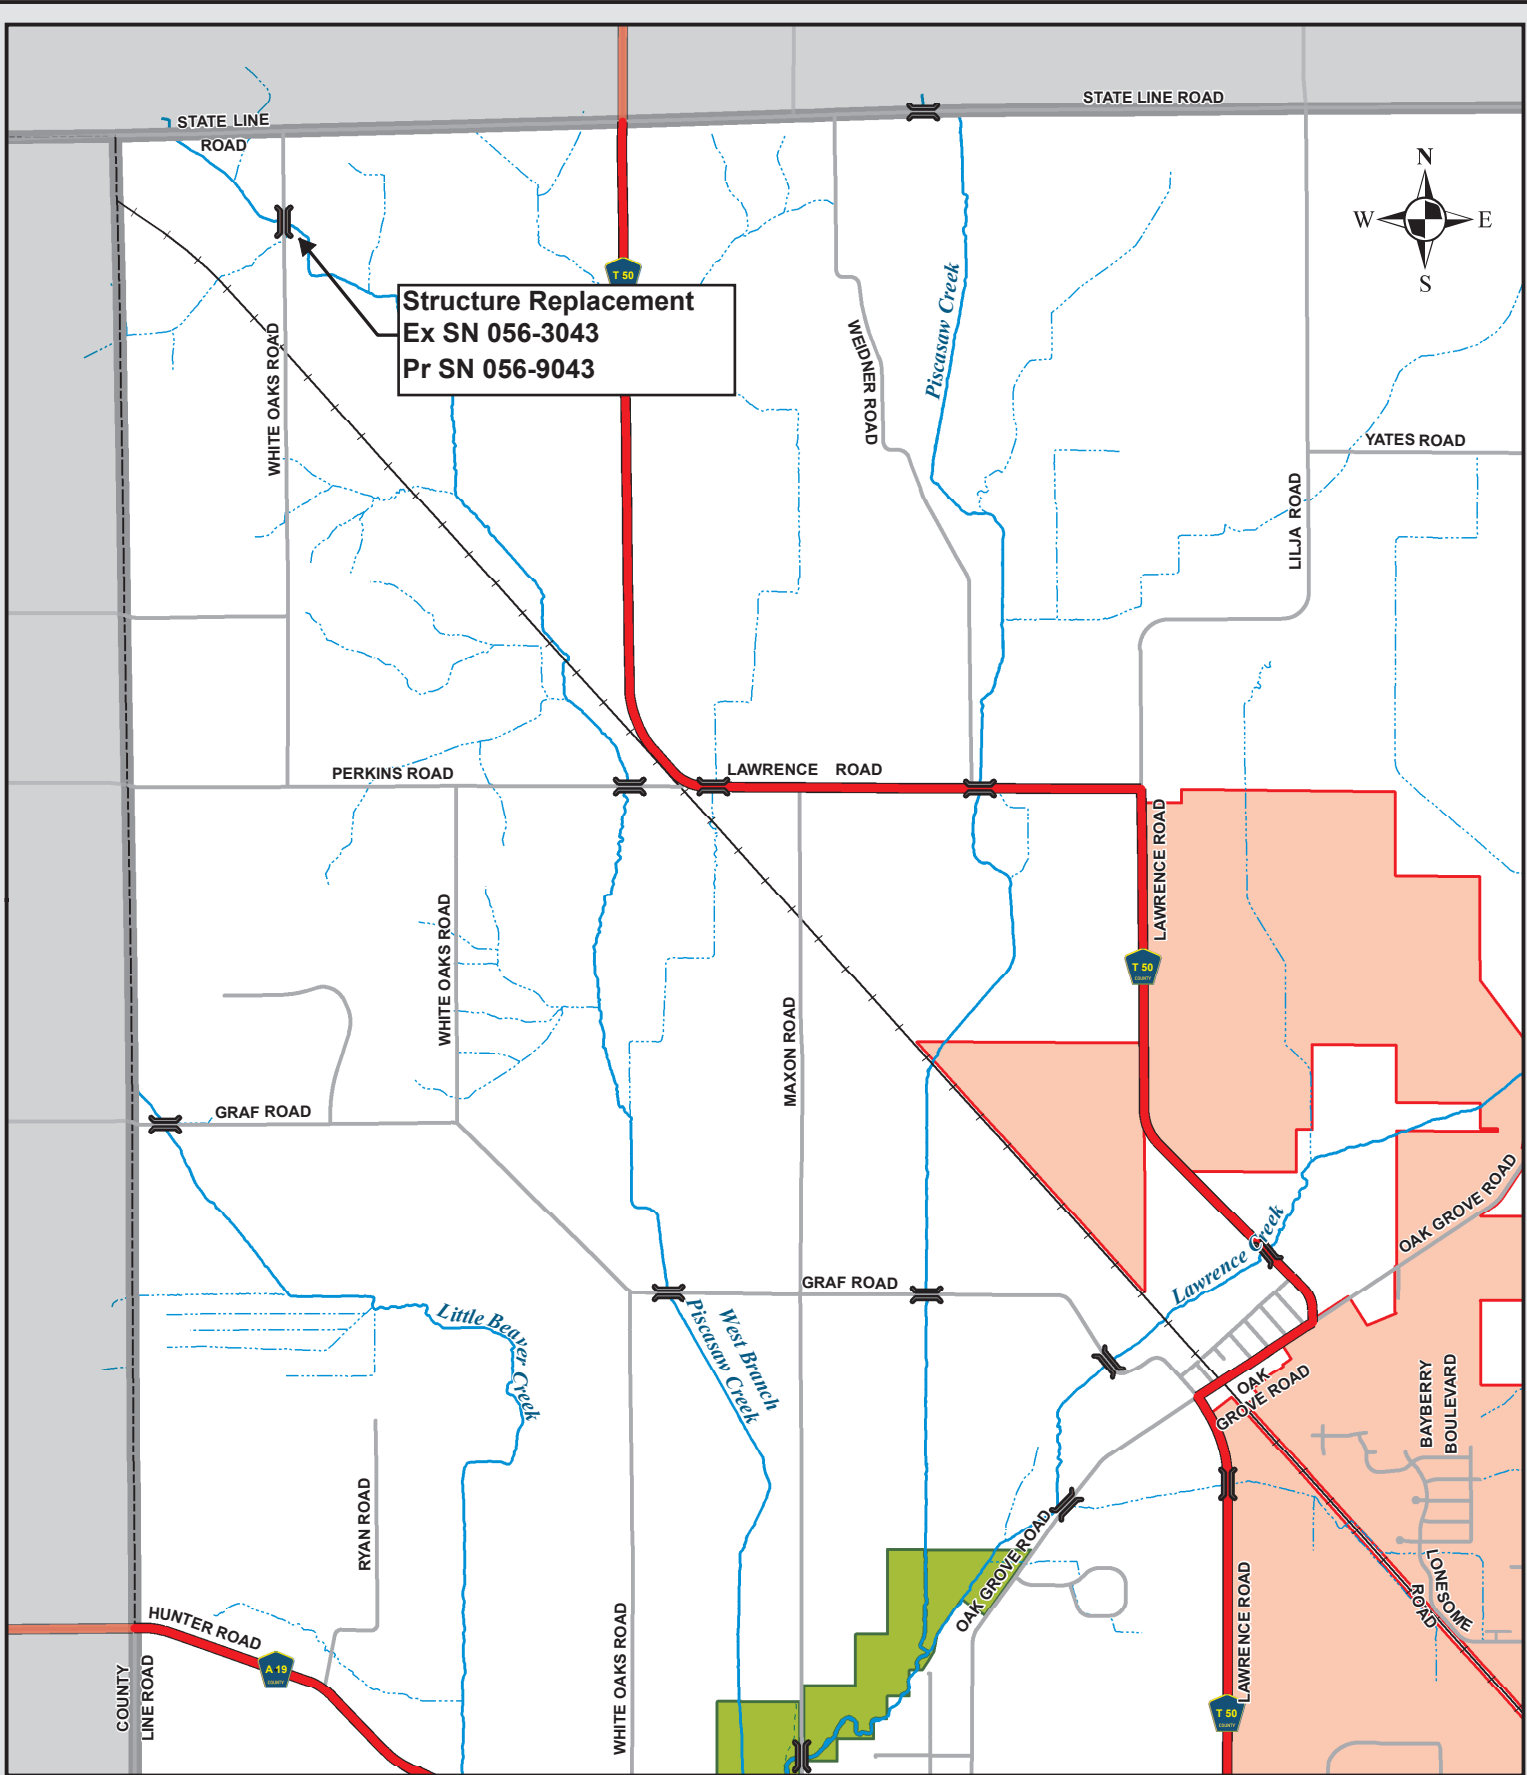 STATE LINE ROAD
STATE LINE
ROAD
N
W E
S
T 50
Structure Replacement
Ex SN 056-3043
Pr SN 056-9043
WHITE OAKS ROAD
WEIDNER ROAD
Piscasaw Creek
YATES ROAD
LILJA ROAD
PERKINS ROAD
LAWRENCE ROAD
LAWRENCE ROAD
WHITE OAKS ROAD
T 50
COUNTY
MAXON ROAD
GRAF ROAD
OAK GROVE ROAD
Lawrence Creek
GRAF ROAD
Little Beaver Creek
West Branch
Piscasaw Creek
OAK
GROVE ROAD
BAYBERRY
BOULEVARD
RYAN ROAD
OAK GROVE ROAD
LONESOME
ROAD
HUNTER ROAD
A 19
COUNTY
COUNTY
LINE ROAD
WHITE OAKS ROAD
LAWRENCE ROAD
T 50
COUNTY